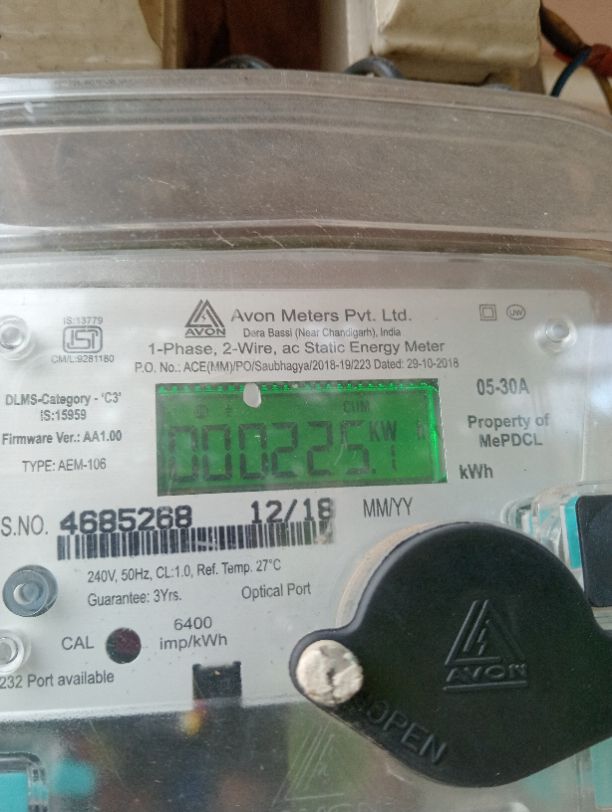 Avon Meters Pvt. Ltd.
AVON
Dera Bassi (Near Chandigarh), India
IS:13779
ISI
CM/L:9281180
1-Phase, 2-Wire, ac Static Energy Meter
P.O. No.: ACE(MM)/PO/Saubhagya/2018-19/223 Dated: 29-10-2018
DLMS-Category - 'C3'
IS:15959
Firmware Ver.: AA1.00
TYPE: AEM-106
CUM
000225.1 KW
05-30A
Property of
MePDCL
kWh
S.NO. 4685268 12/18 MM/YY
240V, 50Hz, CL:1.0, Ref. Temp. 27°C
Guarantee: 3Yrs. Optical Port
CAL 6400
imp/kWh
232 Port available
AVON
OPEN